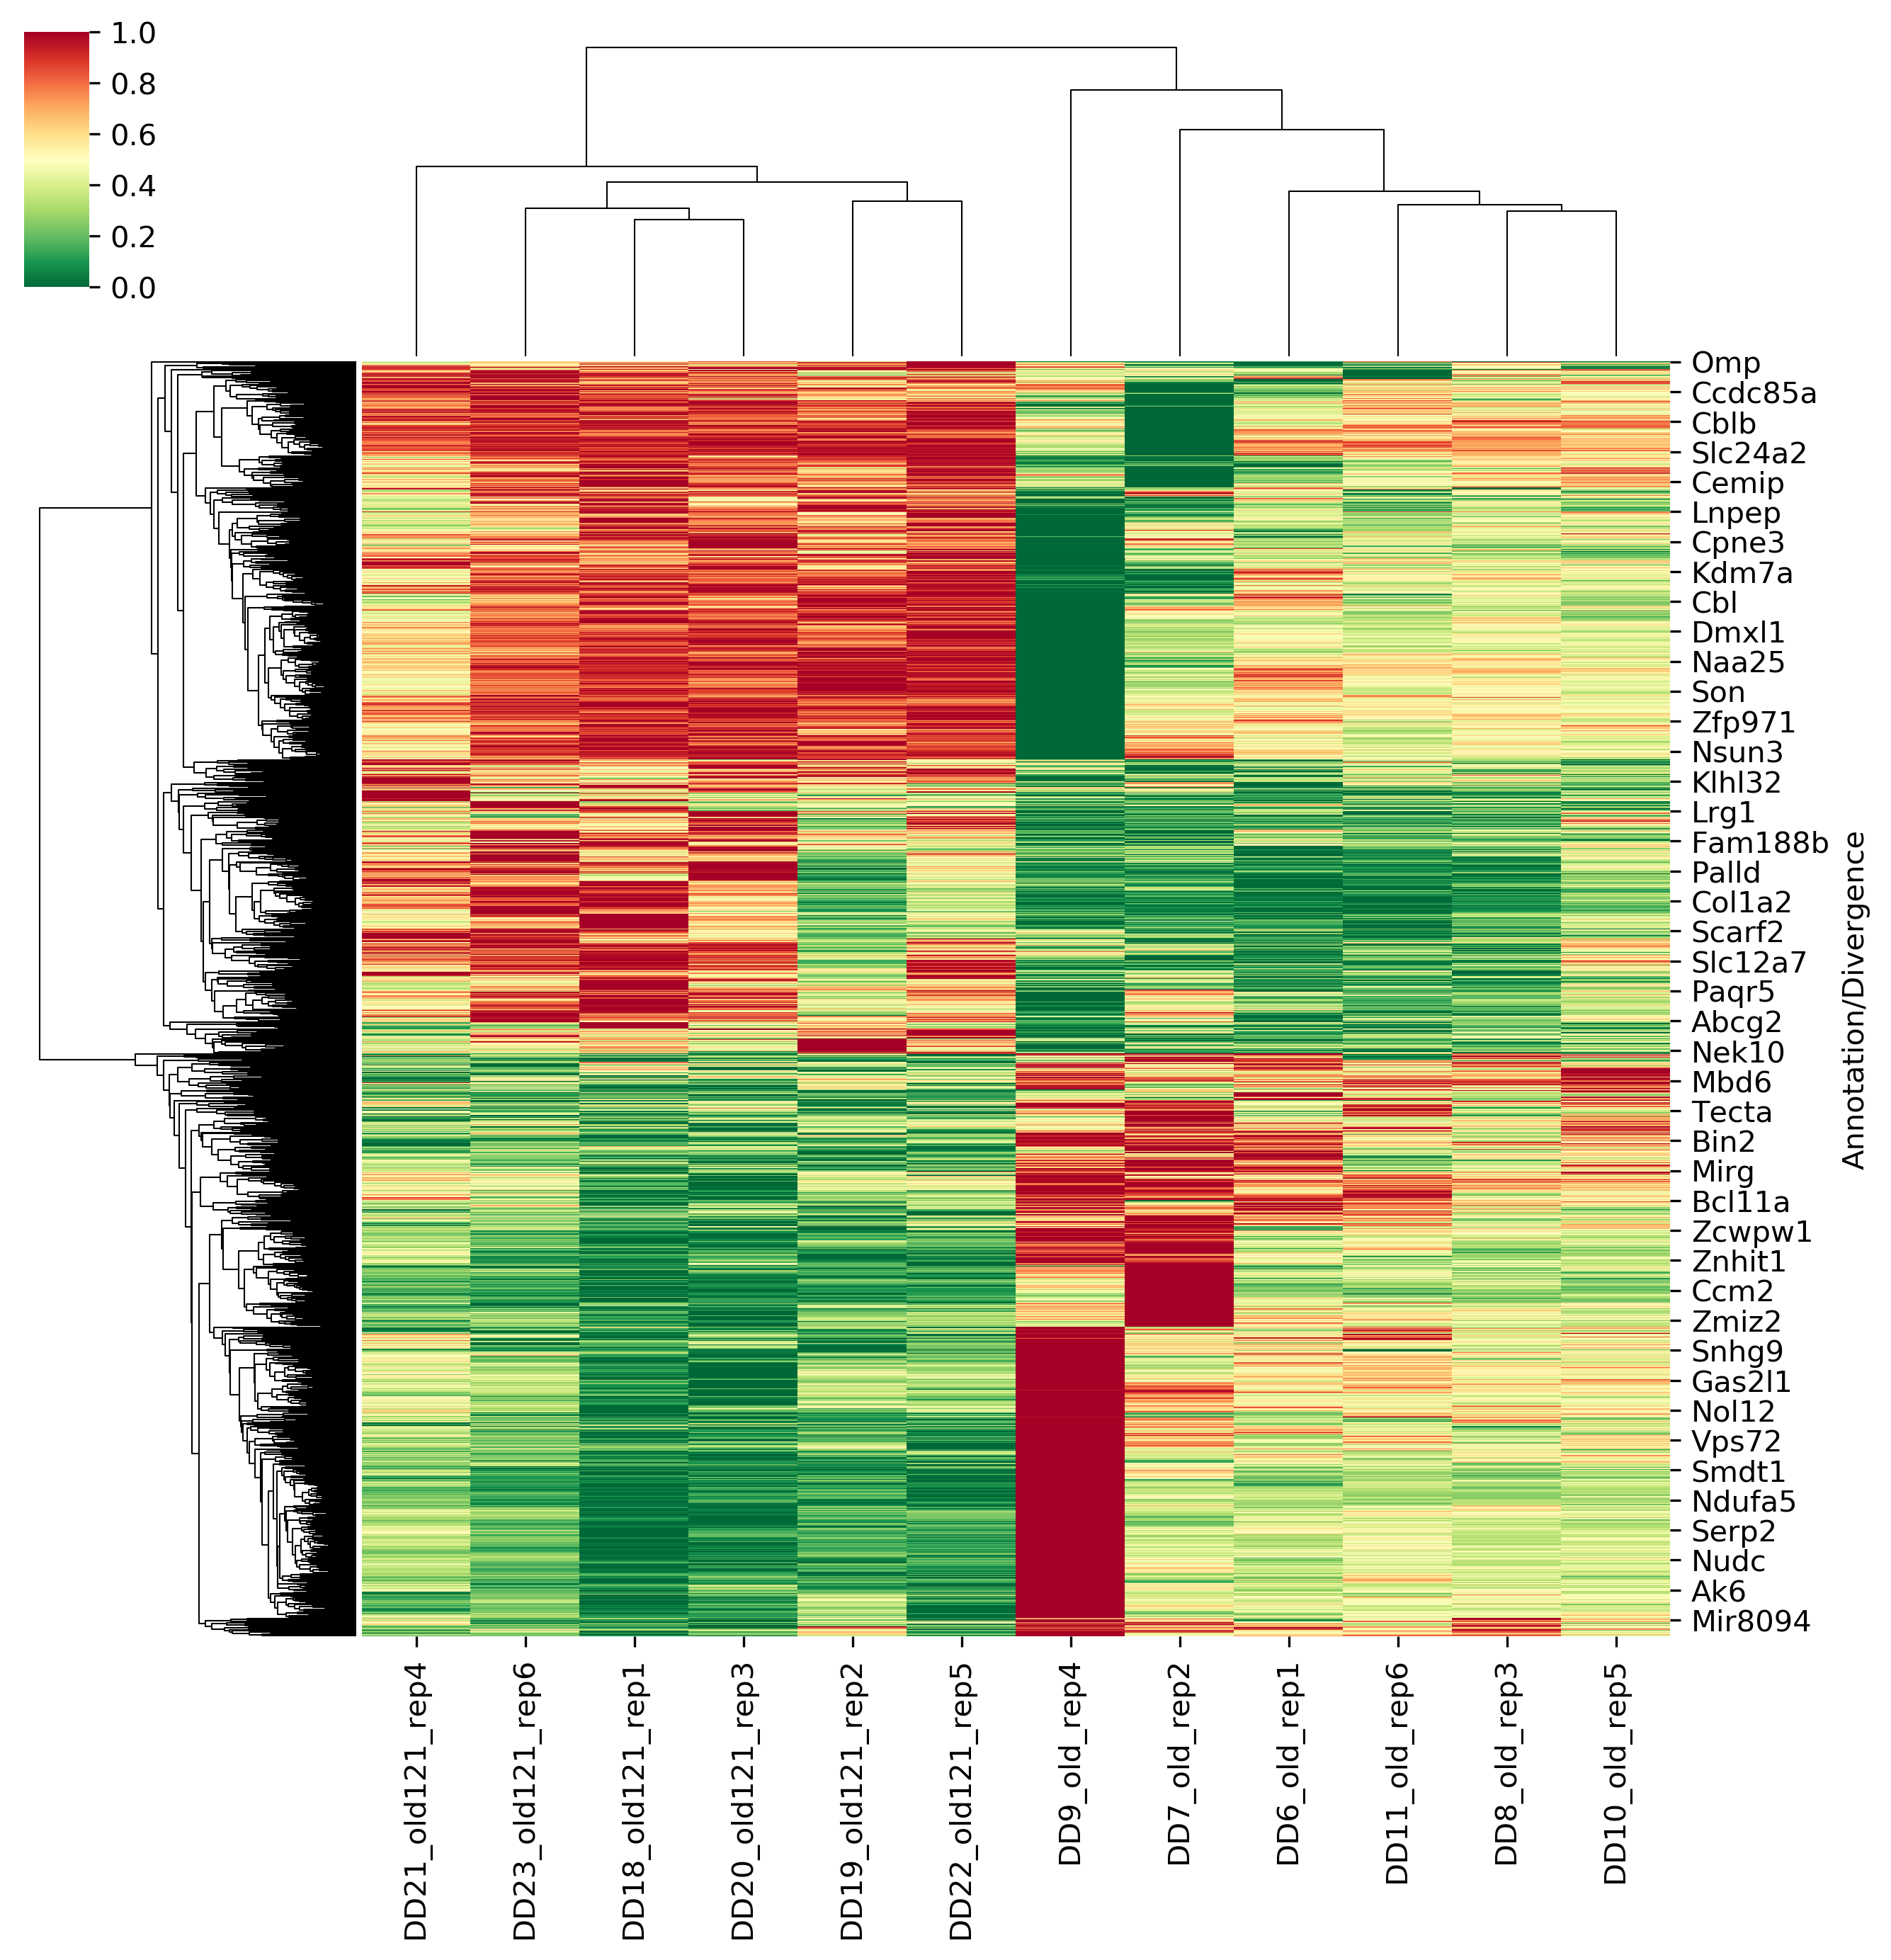 1.0
0.8
0.6
0.4
0.2
0.0
Omp
Ccdc85a
Cblb
Slc24a2
Cemip
Lnpep
Cpne3
Kdm7a
Cbl
Dmxl1
Naa25
Son
Zfp971
Nsun3
Klhl32
Lrg1
Fam188b
Palld
Col1a2
Scarf2
Slc12a7
Paqr5
Abcg2
Nek10
Mbd6
Tecta
Bin2
Mirg
Bcl11a
Zcwpw1
Znhit1
Ccm2
Zmiz2
Snhg9
Gas2l1
Nol12
Vps72
Smdt1
Ndufa5
Serp2
Nudc
Ak6
Mir8094
Annotation/Divergence
DD21_old121_rep4
DD23_old121_rep6
DD18_old121_rep1
DD20_old121_rep3
DD19_old121_rep2
DD22_old121_rep5
DD9_old_rep4
DD7_old_rep2
DD6_old_rep1
DD11_old_rep6
DD8_old_rep3
DD10_old_rep5